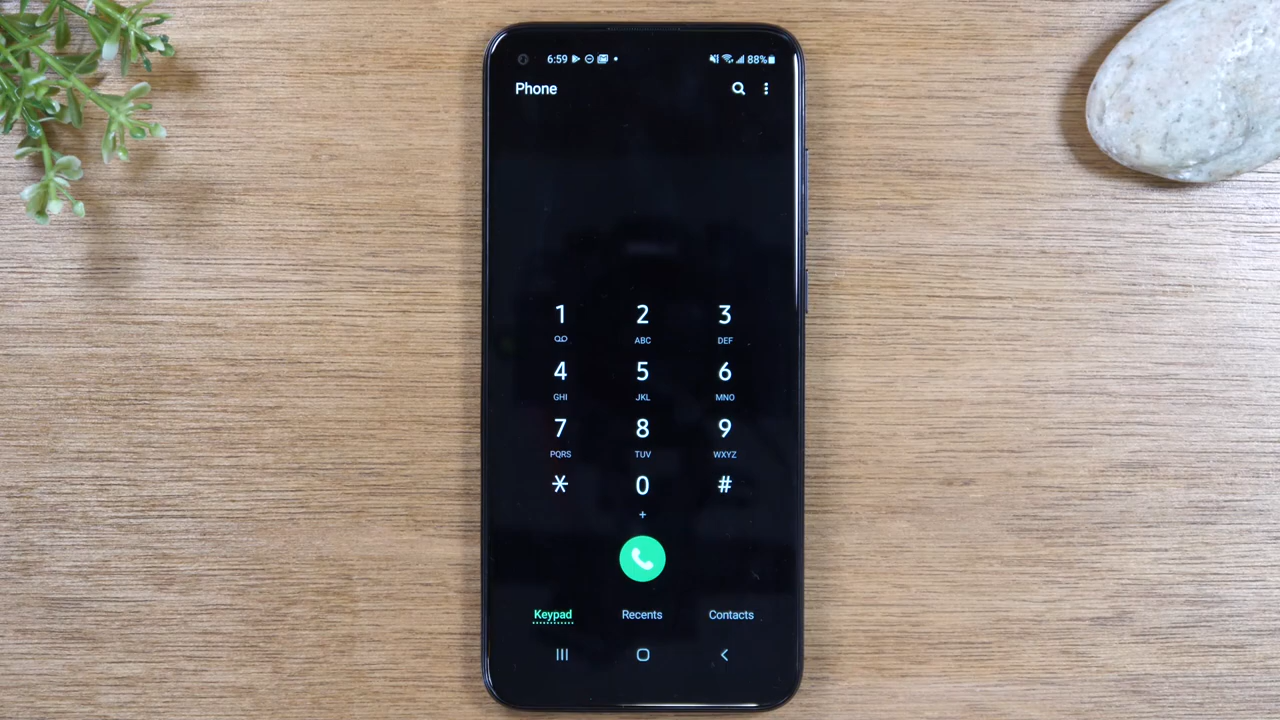 6:59 88%
Phone
1 2 3
ABC DEF
4 5 6
GHI JKL MNO
7 8 9
PQRS TUV WXYZ
* 0 #
+
Keypad Recents Contacts